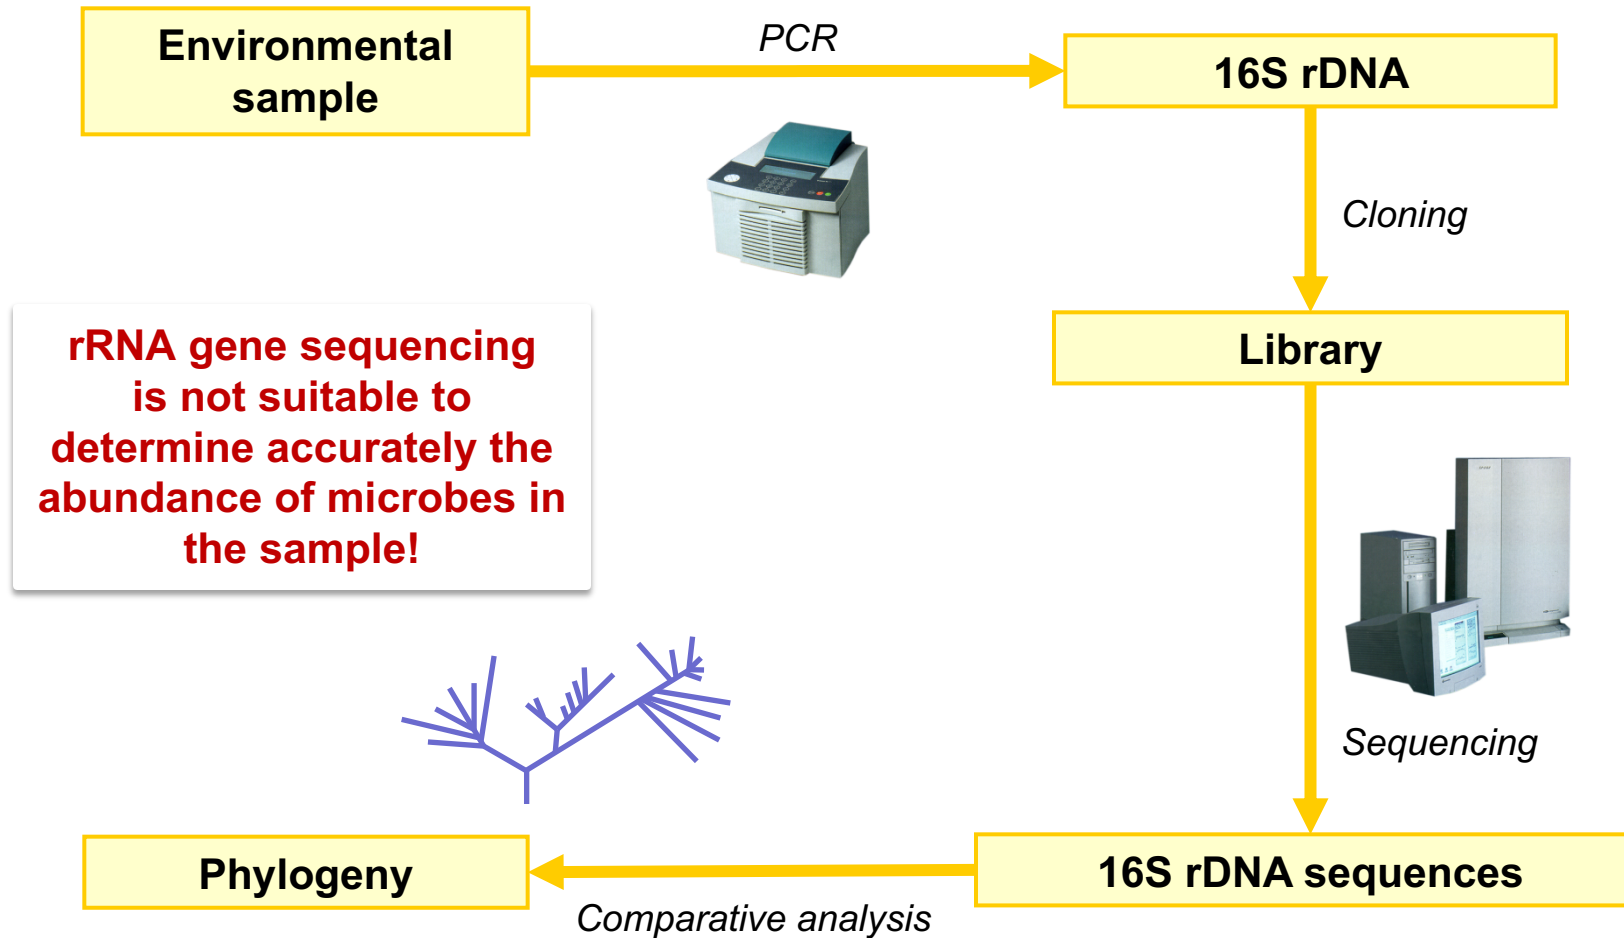 Environmental
sample
PCR
16S rDNA
Cloning
Library
rRNA gene sequencing
is not suitable to
determine accurately the
abundance of microbes in
the sample!
Sequencing
16S rDNA sequences
Comparative analysis
Phylogeny